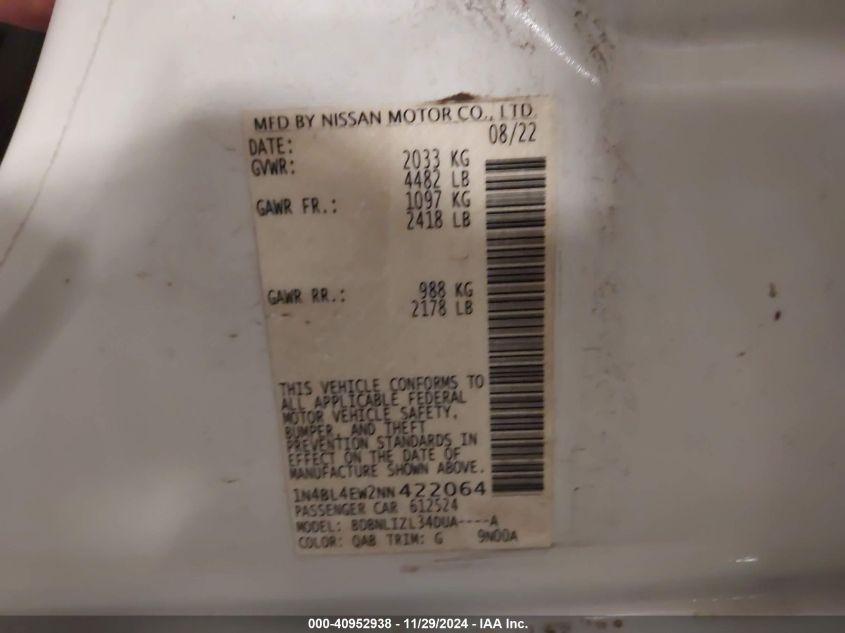 MFD BY NISSAN MOTOR CO., LTD.
DATE: 08/22
GVWR: 2033 KG
4482 LB
GAWR FR.: 1097 KG
2418 LB
GAWR RR.: 988 KG
2178 LB
THIS VEHICLE CONFORMS TO
ALL APPLICABLE FEDERAL
MOTOR VEHICLE SAFETY,
BUMPER, AND THEFT
PREVENTION STANDARDS IN
EFFECT ON THE DATE OF
MANUFACTURE SHOWN ABOVE.
1N4BL4EW2NN422064
PASSENGER CAR 612524
MODEL: BDBNLIZL34DUA----A
COLOR: QAB TRIM: G 9N00A
000-40952938 - 11/29/2024 - IAA Inc.